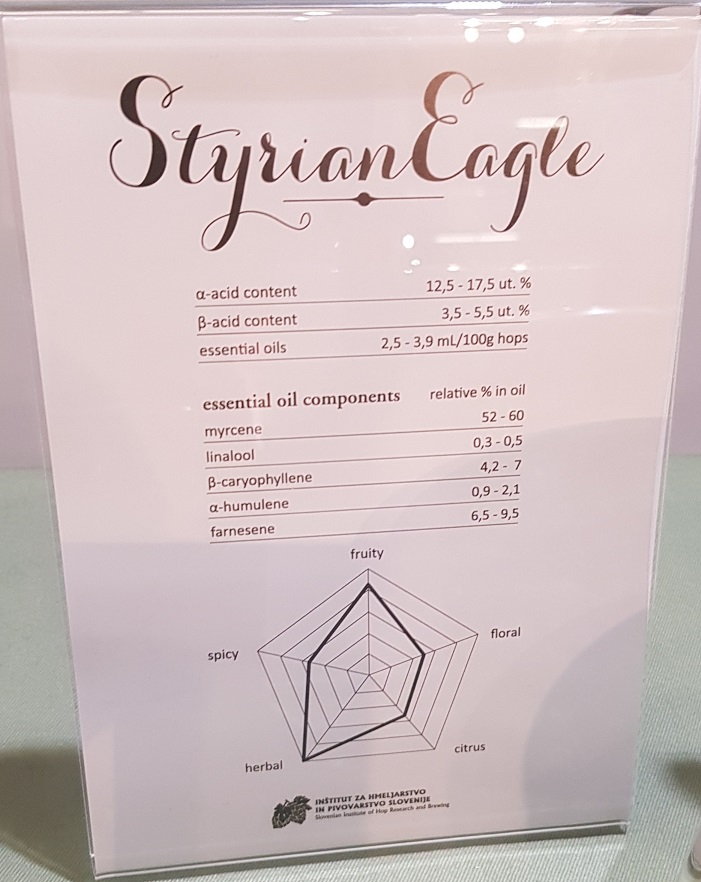 StyrianEagle
α-acid content 12,5 - 17,5 ut. %
β-acid content 3,5 - 5,5 ut. %
essential oils 2,5 - 3,9 mL/100g hops
essential oil components relative % in oil
myrcene 52 - 60
linalool 0,3 - 0,5
β-caryophyllene 4,2 - 7
α-humulene 0,9 - 2,1
farnesene 6,5 - 9,5
fruity
floral
spicy
citrus
herbal
INŠTITUT ZA HMELJARSTVO
IN PIVOVARSTVO SLOVENIJE
Slovenian Institute of Hop Research and Brewing